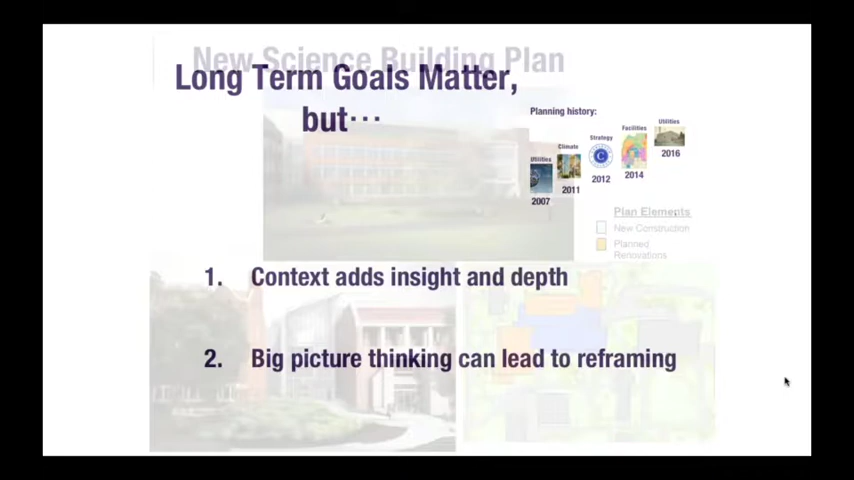 New Science Building Plan
Long Term Goals Matter,
but···
Planning history:
Utilities
Climate
Strategy
Facilities
Utilities
C
2007
2011
2012
2014
2016
Plan Elements
New Construction
Planned
Renovations
1. Context adds insight and depth
2. Big picture thinking can lead to reframing